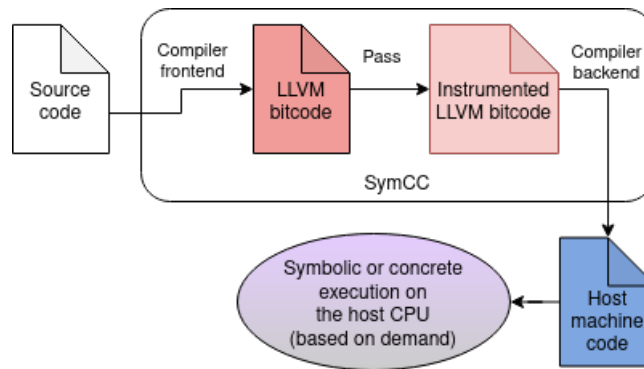 Compiler
frontend
Pass
Compiler
backend
Source
code
LLVM
bitcode
Instrumented
LLVM bitcode
SymCC
Symbolic or concrete
execution on
the host CPU
(based on demand)
Host
machine
code